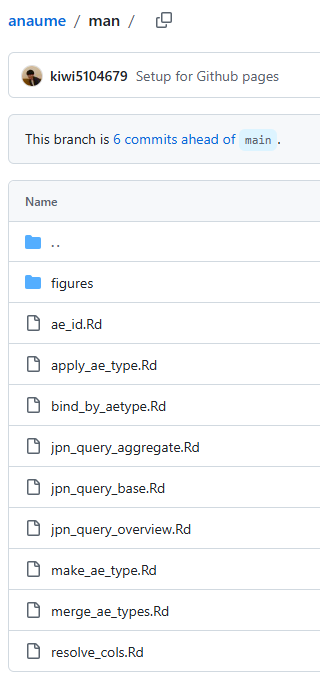 anaume / man /
kiwi5104679 Setup for Github pages
This branch is 6 commits ahead of main .
Name
..
figures
ae_id.Rd
apply_ae_type.Rd
bind_by_aetype.Rd
jpn_query_aggregate.Rd
jpn_query_base.Rd
jpn_query_overview.Rd
make_ae_type.Rd
merge_ae_types.Rd
resolve_cols.Rd